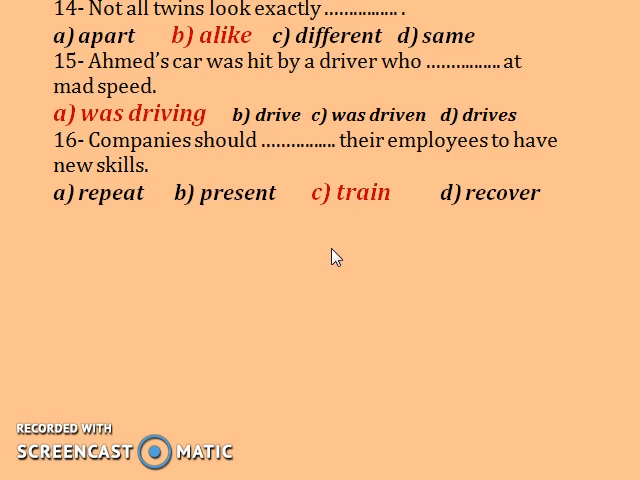 14- Not all twins look exactly ................ .
a) apart b) alike c) different d) same
15- Ahmed's car was hit by a driver who ................ at
mad speed.
a) was driving b) drive c) was driven d) drives
16- Companies should ................ their employees to have
new skills.
a) repeat b) present c) train d) recover
RECORDED WITH
SCREENCAST MATIC